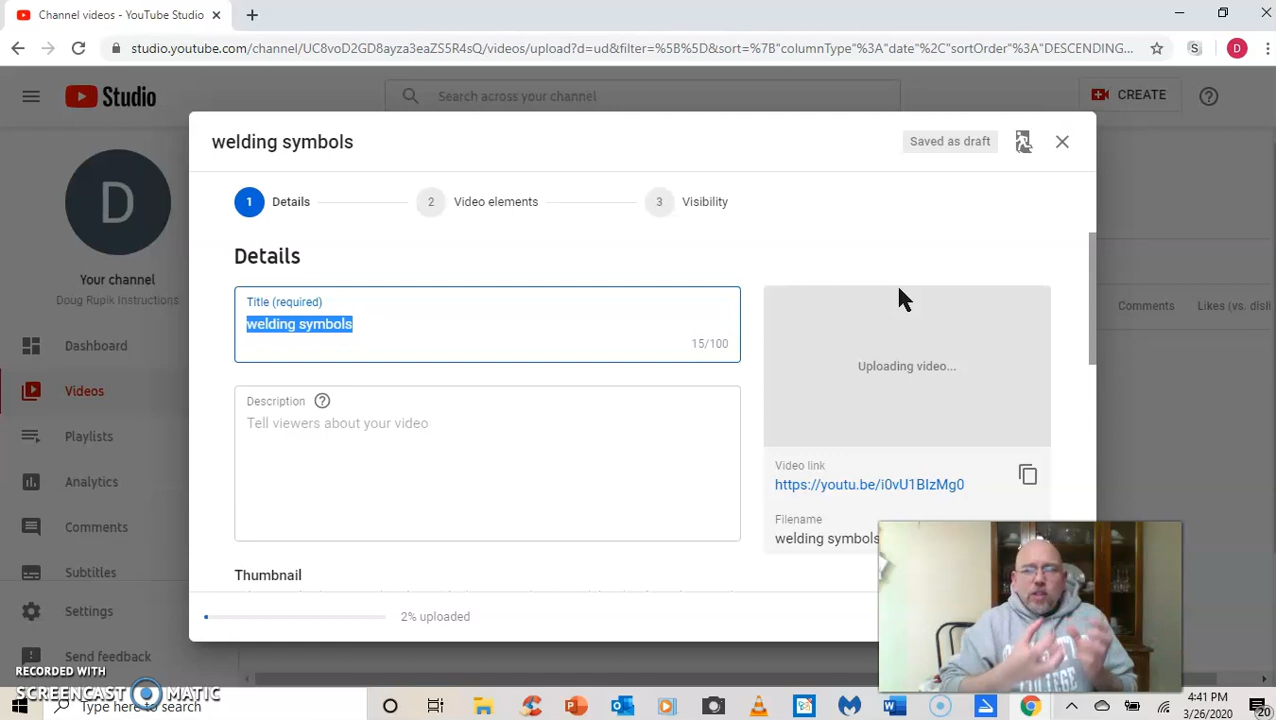 Channel videos - YouTube Studio
studio.youtube.com/channel/UC8voD2GD8ayza3eaZS5R4sQ/videos/upload?d=ud&filter=%5B%5D&sort=%7B"columnType"%3A"date"%2C"sortOrder"%3A"DESCENDING...
S
D
Studio
Search across your channel
CREATE
D
Your channel
Doug Rupik Instructions
Dashboard
Videos
Playlists
Analytics
Comments
Subtitles
Settings
Send feedback
Comments
Likes (vs. disli
welding symbols
Saved as draft
1 Details
2 Video elements
3 Visibility
Details
Title (required)
welding symbols
15/100
Description
Tell viewers about your video
Uploading video...
Video link
https://youtu.be/i0vU1BIzMg0
Filename
welding symbols
Thumbnail
2% uploaded
RECORDED WITH
SCREENCAST MATIC
Type here to search
4:41 PM
3/26/2020
20